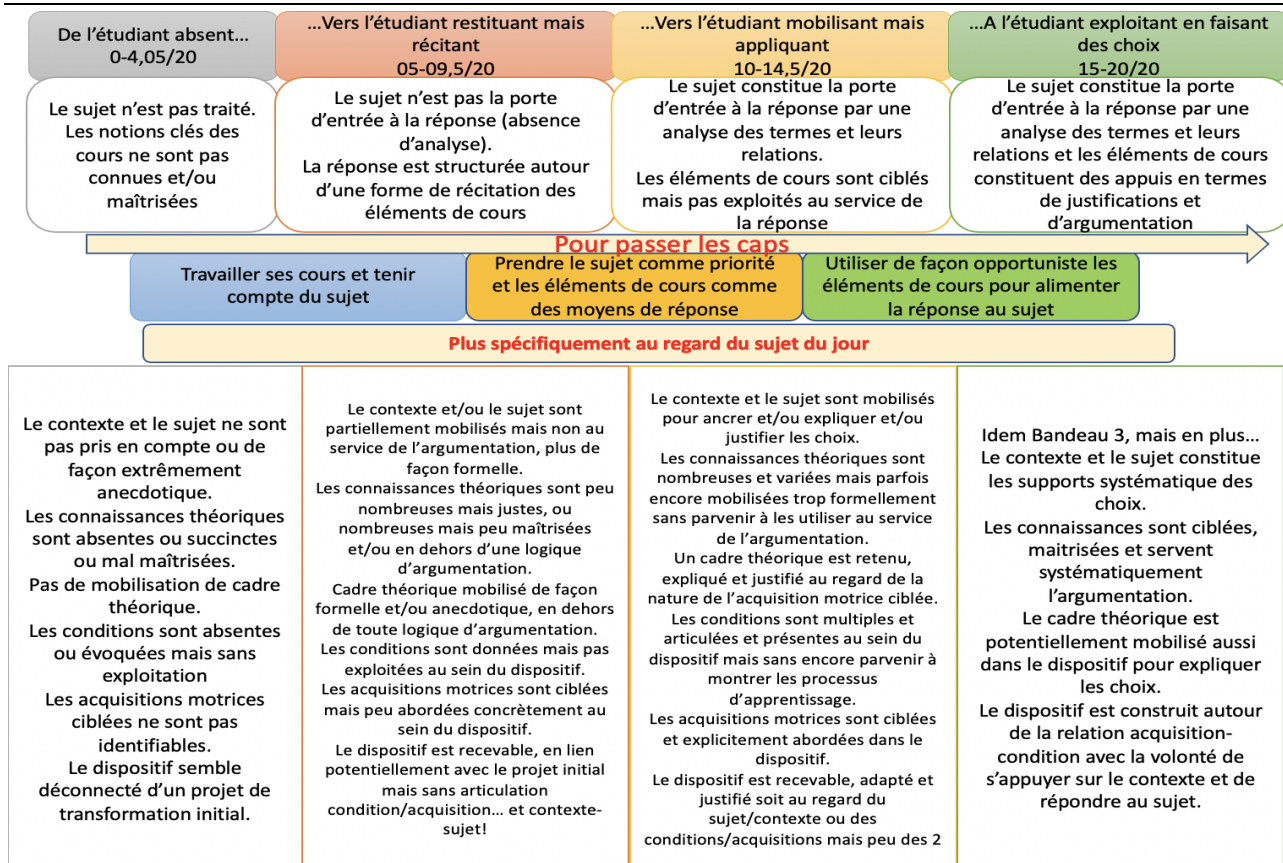 De l’étudiant absent…
0-4,05/20
…Vers l’étudiant restituant mais
récitant
05-09,5/20
…Vers l’étudiant mobilisant mais
appliquant
10-14,5/20
…A l’étudiant exploitant en faisant
des choix
15-20/20
Le sujet n’est pas traité.
Les notions clés des
cours ne sont pas
connues et/ou
maîtrisées
Le sujet n’est pas la porte
d’entrée à la réponse (absence
d’analyse).
La réponse est structurée autour
d’une forme de récitation des
éléments de cours
Le sujet constitue la porte
d’entrée à la réponse par une
analyse des termes et leurs
relations.
Les éléments de cours sont ciblés
mais pas exploités au service de
la réponse
Le sujet constitue la porte
d’entrée à la réponse par une
analyse des termes et leurs
relations et les éléments de cours
constituent des appuis en termes
de justifications et
d’argumentation
Pour passer les caps
Travailler ses cours et tenir
compte du sujet
Prendre le sujet comme priorité
et les éléments de cours comme
des moyens de réponse
Utiliser de façon opportuniste les
éléments de cours pour alimenter
la réponse au sujet
Plus spécifiquement au regard du sujet du jour
Le contexte et le sujet ne sont
pas pris en compte ou de
façon extrêmement
anecdotique.
Les connaissances théoriques
sont absentes ou succinctes
ou mal maîtrisées.
Pas de mobilisation de cadre
théorique.
Les conditions sont absentes
ou évoquées mais sans
exploitation
Les acquisitions motrices
ciblées ne sont pas
identifiables.
Le dispositif semble
déconnecté d’un projet de
transformation initial.
Le contexte et/ou le sujet sont
partiellement mobilisés mais non au
service de l’argumentation, plus de
façon formelle.
Les connaissances théoriques sont peu
nombreuses mais justes, ou
nombreuses mais peu maîtrisées
et/ou en dehors d’une logique
d’argumentation.
Cadre théorique mobilisé de façon
formelle et/ou anecdotique, en dehors
de toute logique d’argumentation.
Les conditions sont données mais pas
exploitées au sein du dispositif.
Les acquisitions motrices sont ciblées
mais peu abordées concrètement au
sein du dispositif.
Le dispositif est recevable, en lien
potentiellement avec le projet initial
mais sans articulation
condition/acquisition… et contexte-
sujet!
Le contexte et le sujet sont mobilisés
pour ancrer et/ou expliquer et/ou
justifier les choix.
Les connaissances théoriques sont
nombreuses et variées mais parfois
encore mobilisées trop formellement
sans parvenir à les utiliser au service
de l’argumentation.
Un cadre théorique est retenu,
expliqué et justifié au regard de la
nature de l’acquisition motrice ciblée.
Les conditions sont multiples et
articulées et présentes au sein du
dispositif mais sans encore parvenir à
montrer les processus
d’apprentissage.
Les acquisitions motrices sont ciblées
et explicitement abordées dans le
dispositif.
Le dispositif est recevable, adapté et
justifié soit au regard du
sujet/contexte ou des
conditions/acquisitions mais peu des 2
Idem Bandeau 3, mais en plus…
Le contexte et le sujet constitue
les supports systématique des
choix.
Les connaissances sont ciblées,
maitrisées et servent
systématiquement
l’argumentation.
Le cadre théorique est
potentiellement mobilisé aussi
dans le dispositif pour expliquer
les choix.
Le dispositif est construit autour
de la relation acquisition-
condition avec la volonté de
s’appuyer sur le contexte et de
répondre au sujet.